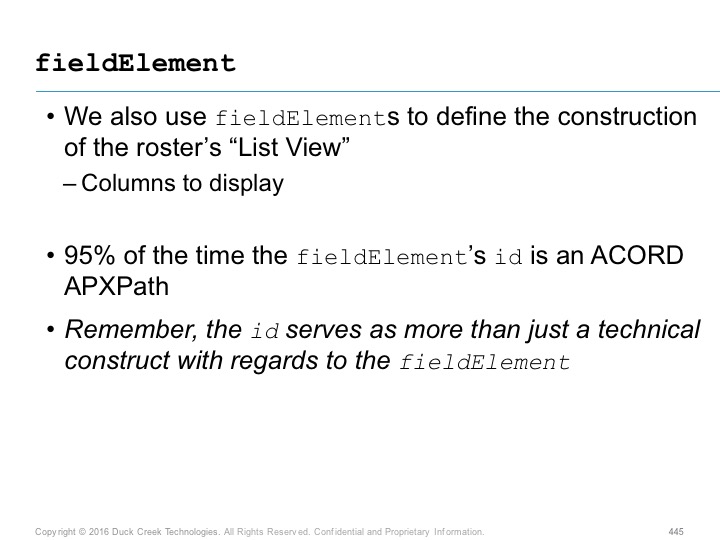 fieldElement
• We also use fieldElements to define the construction
of the roster’s “List View”
– Columns to display
• 95% of the time the fieldElement’s id is an ACORD
APXPath
• Remember, the id serves as more than just a technical
construct with regards to the fieldElement
Copyright © 2016 Duck Creek Technologies. All Rights Reserved. Confidential and Proprietary Information.
445